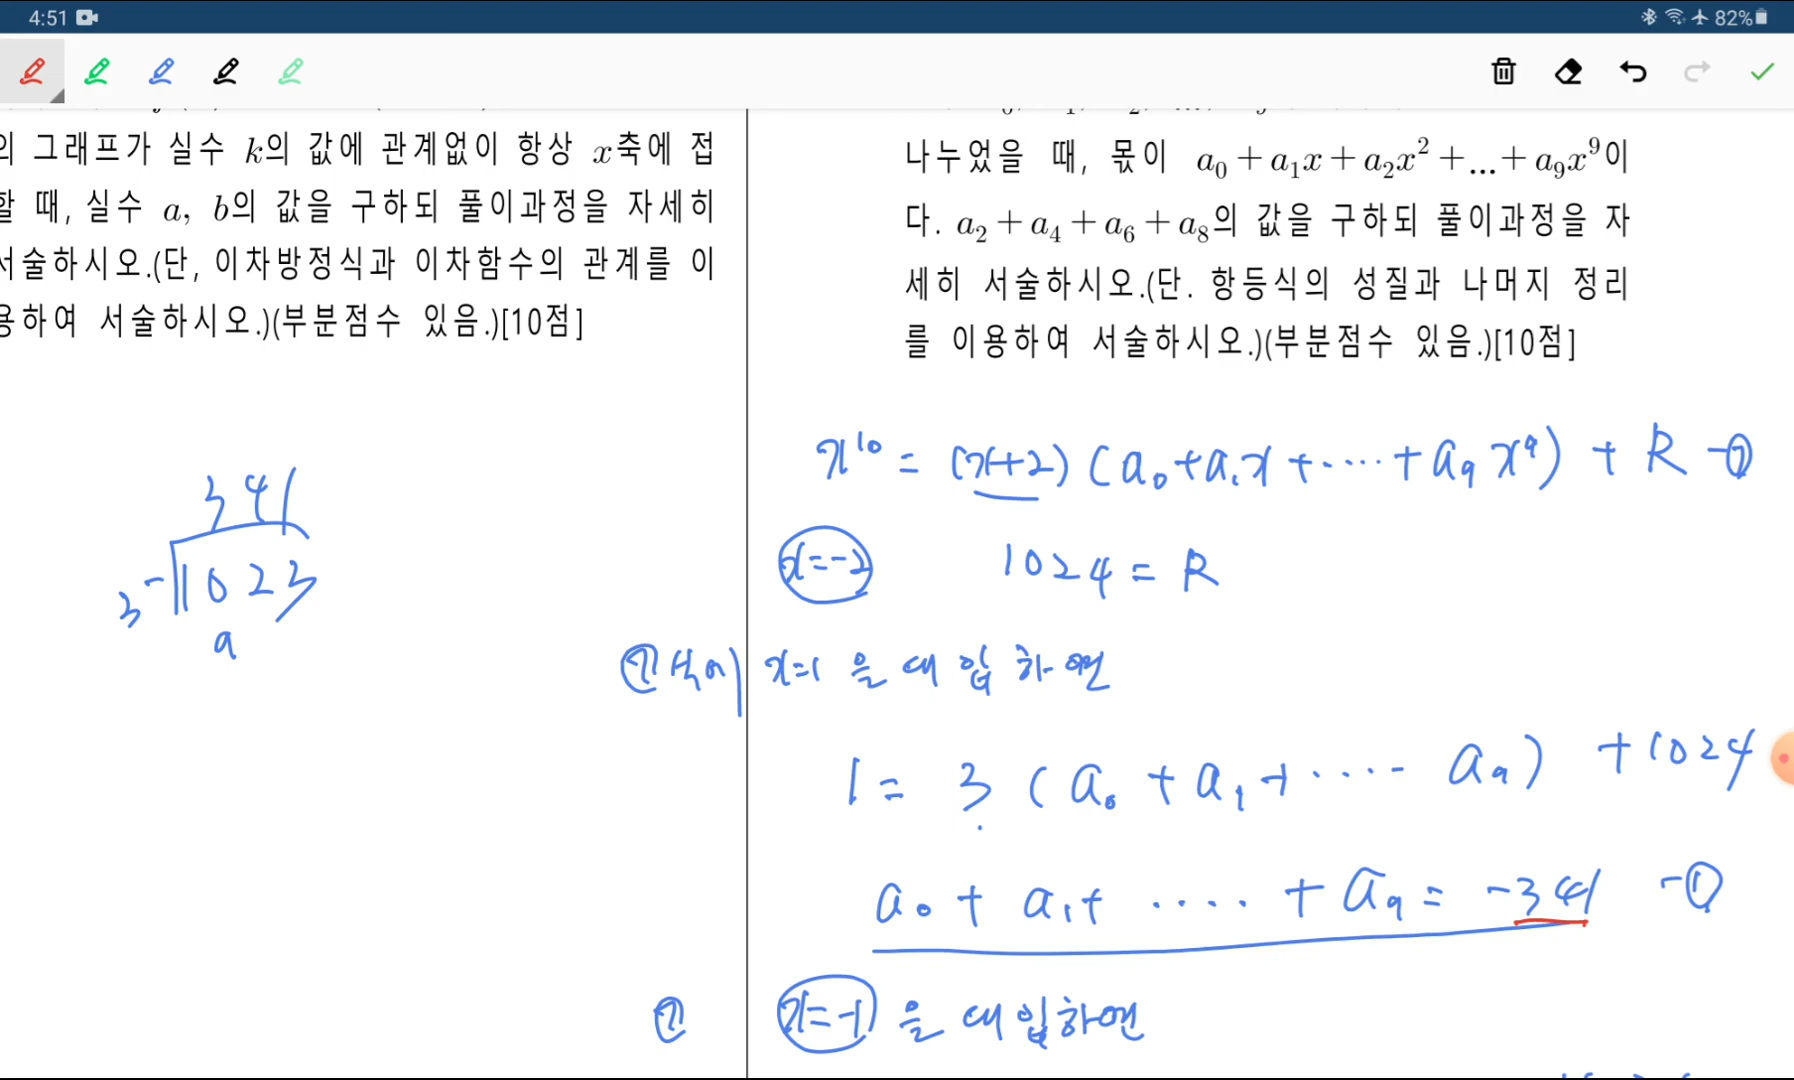 4:51
82%
의 그래프가 실수 k의 값에 관계없이 항상 x축에 접
할 때, 실수 a, b의 값을 구하되 풀이과정을 자세히
서술하시오.(단, 이차방정식과 이차함수의 관계를 이
용하여 서술하시오.)(부분점수 있음.)[10점]
341
3 1023
9
나누었을 때, 몫이 a₀+a₁x+a₂x²+...+a₉x⁹이
다. a₂+a₄+a₆+a₈의 값을 구하되 풀이과정을 자
세히 서술하시오.(단. 항등식의 성질과 나머지 정리
를 이용하여 서술하시오.)(부분점수 있음.)[10점]
x¹⁰ = (x+2)(a₀+a₁x+·····+a₉x⁹) + R -㉠
x=-2 1024 = R
㉠식에 x=1 을 대입하면
1 = 3(a₀ + a₁ + ····· a₉) +1024
a₀ + a₁ + ···· + a₉ = -341 -①
㉠ x=-1 을 대입하면